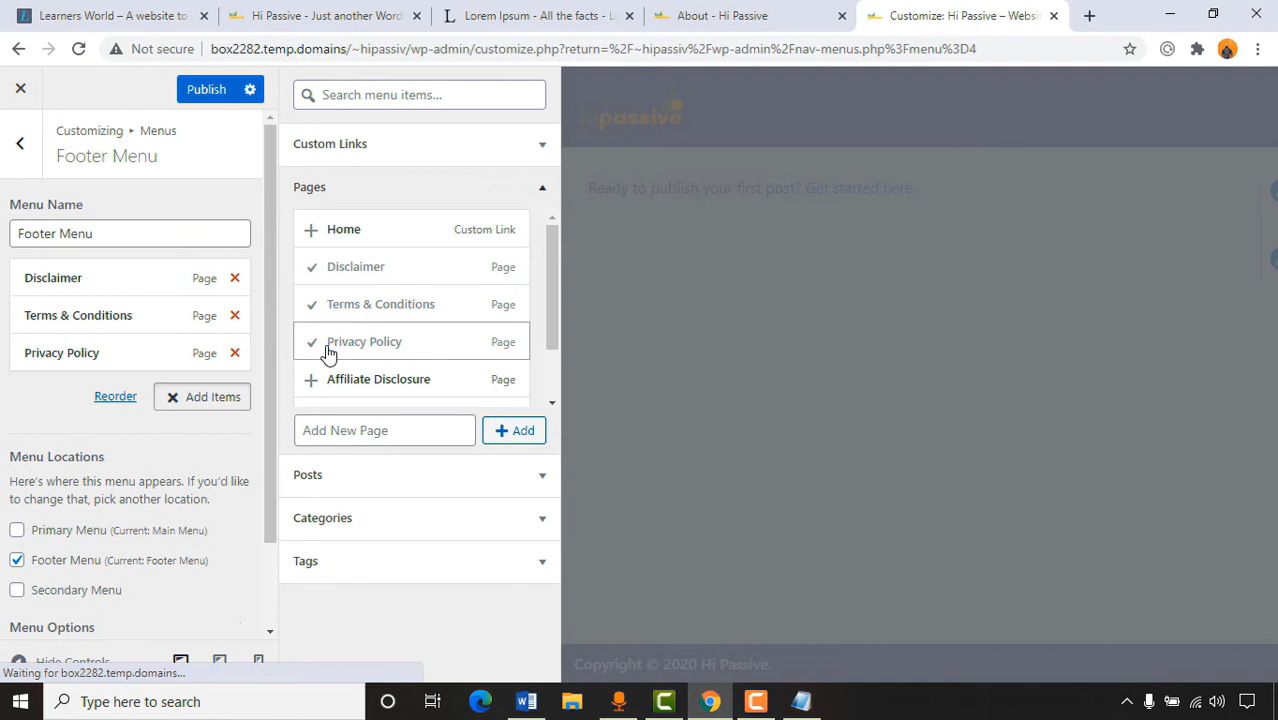 Learners World – A website to
Hi Passive - Just another Word
Lorem Ipsum - All the facts - Li
About - Hi Passive
Customize: Hi Passive – Websit
Not secure
box2282.temp.domains/~hipassiv/wp-admin/customize.php?return=%2F~hipassiv%2Fwp-admin%2Fnav-menus.php%3Fmenu%3D4
Publish
Search menu items...
hipassive
Customizing ▸ Menus
Footer Menu
Custom Links
Pages
Ready to publish your first post? Get started here.
Menu Name
Footer Menu
Home Custom Link
Disclaimer Page
Disclaimer Page
Terms & Conditions Page
Terms & Conditions Page
Privacy Policy Page
Privacy Policy Page
Affiliate Disclosure Page
Reorder
Add Items
Add New Page
Add
Menu Locations
Here's where this menu appears. If you'd like to
change that, pick another location.
Posts
Primary Menu (Current: Main Menu)
Categories
Footer Menu (Current: Footer Menu)
Tags
Secondary Menu
Menu Options
Hide Controls
Waiting for box2282.temp.domains...
Copyright © 2020 Hi Passive.
Type here to search